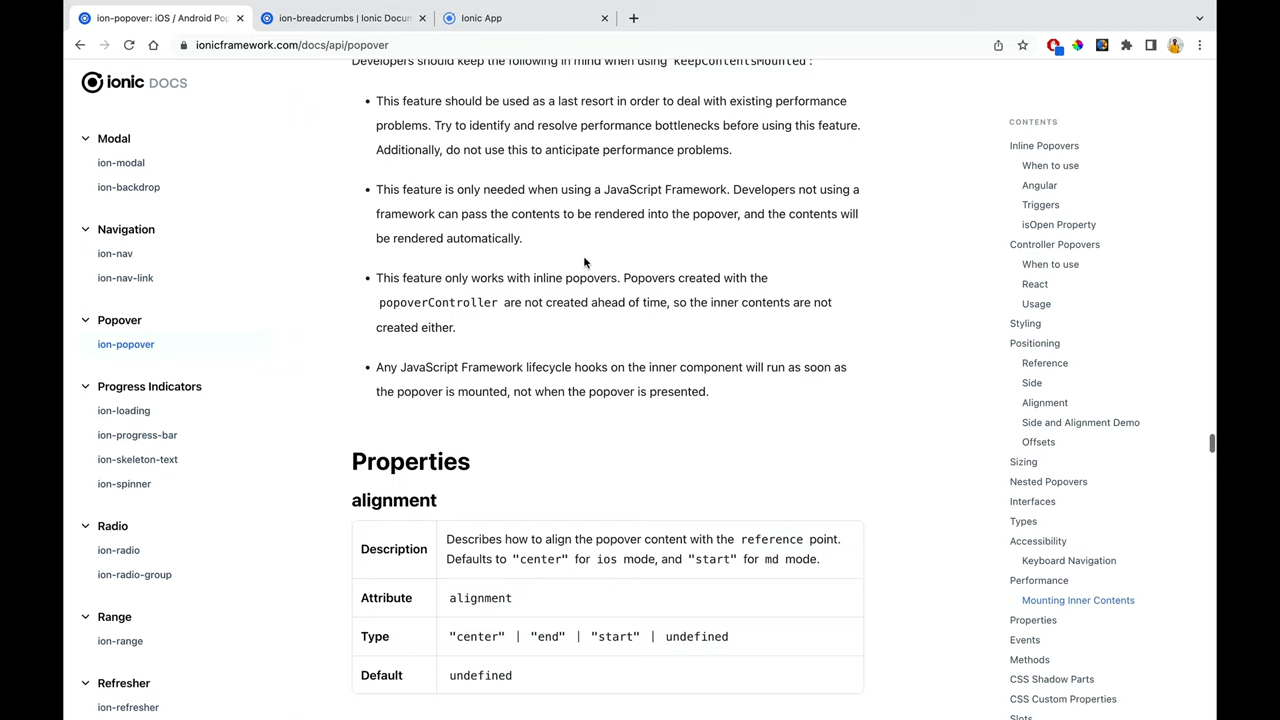 ion-popover: iOS / Android Pop
ion-breadcrumbs | Ionic Docun
Ionic App
ionicframework.com/docs/api/popover
ionic DOCS
Modal
ion-modal
ion-backdrop
Navigation
ion-nav
ion-nav-link
Popover
ion-popover
Progress Indicators
ion-loading
ion-progress-bar
ion-skeleton-text
ion-spinner
Radio
ion-radio
ion-radio-group
Range
ion-range
Refresher
ion-refresher
Developers should keep the following in mind when using keepContentsMounted :
• This feature should be used as a last resort in order to deal with existing performance
problems. Try to identify and resolve performance bottlenecks before using this feature.
Additionally, do not use this to anticipate performance problems.
• This feature is only needed when using a JavaScript Framework. Developers not using a
framework can pass the contents to be rendered into the popover, and the contents will
be rendered automatically.
• This feature only works with inline popovers. Popovers created with the
popoverController are not created ahead of time, so the inner contents are not
created either.
• Any JavaScript Framework lifecycle hooks on the inner component will run as soon as
the popover is mounted, not when the popover is presented.
Properties
alignment
Description
Describes how to align the popover content with the reference point.
Defaults to "center" for ios mode, and "start" for md mode.
Attribute
alignment
Type
"center" | "end" | "start" | undefined
Default
undefined
CONTENTS
Inline Popovers
When to use
Angular
Triggers
isOpen Property
Controller Popovers
When to use
React
Usage
Styling
Positioning
Reference
Side
Alignment
Side and Alignment Demo
Offsets
Sizing
Nested Popovers
Interfaces
Types
Accessibility
Keyboard Navigation
Performance
Mounting Inner Contents
Properties
Events
Methods
CSS Shadow Parts
CSS Custom Properties
Slots